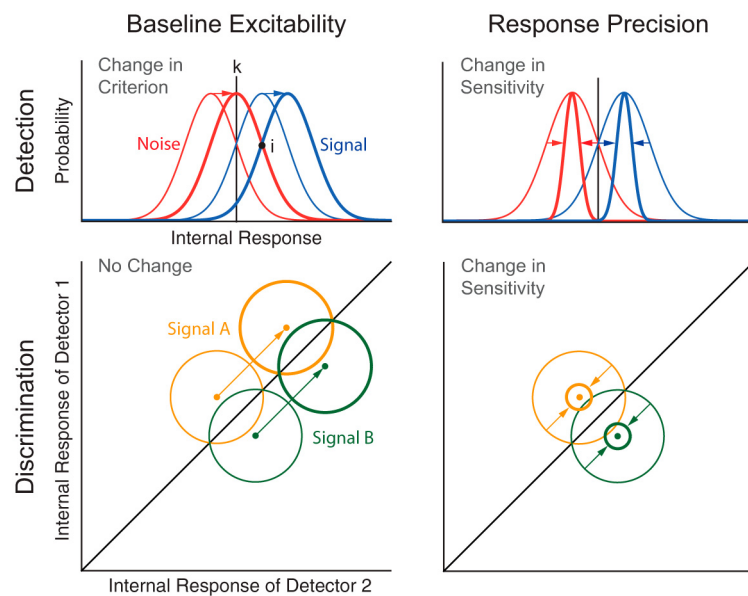 Baseline Excitability
Response Precision
Detection
Probability
Change in
Criterion
k
Noise
i
Signal
Internal Response
Change in
Sensitivity
Discrimination
Internal Response of Detector 1
No Change
Signal A
Signal B
Internal Response of Detector 2
Change in
Sensitivity